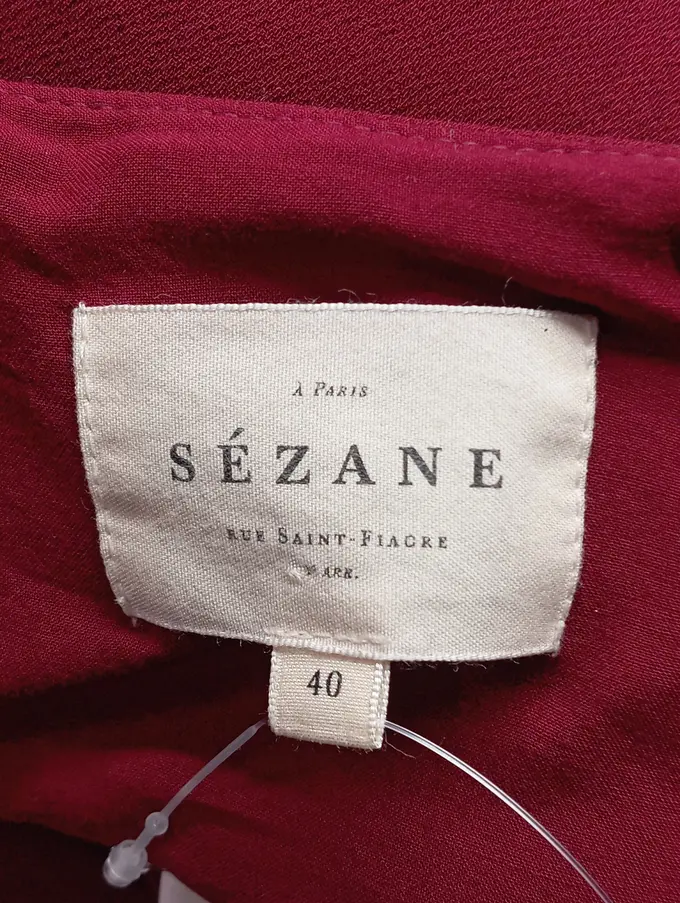 À PARIS
SÉZANE
RUE SAINT-FIACRE
ARR.
40